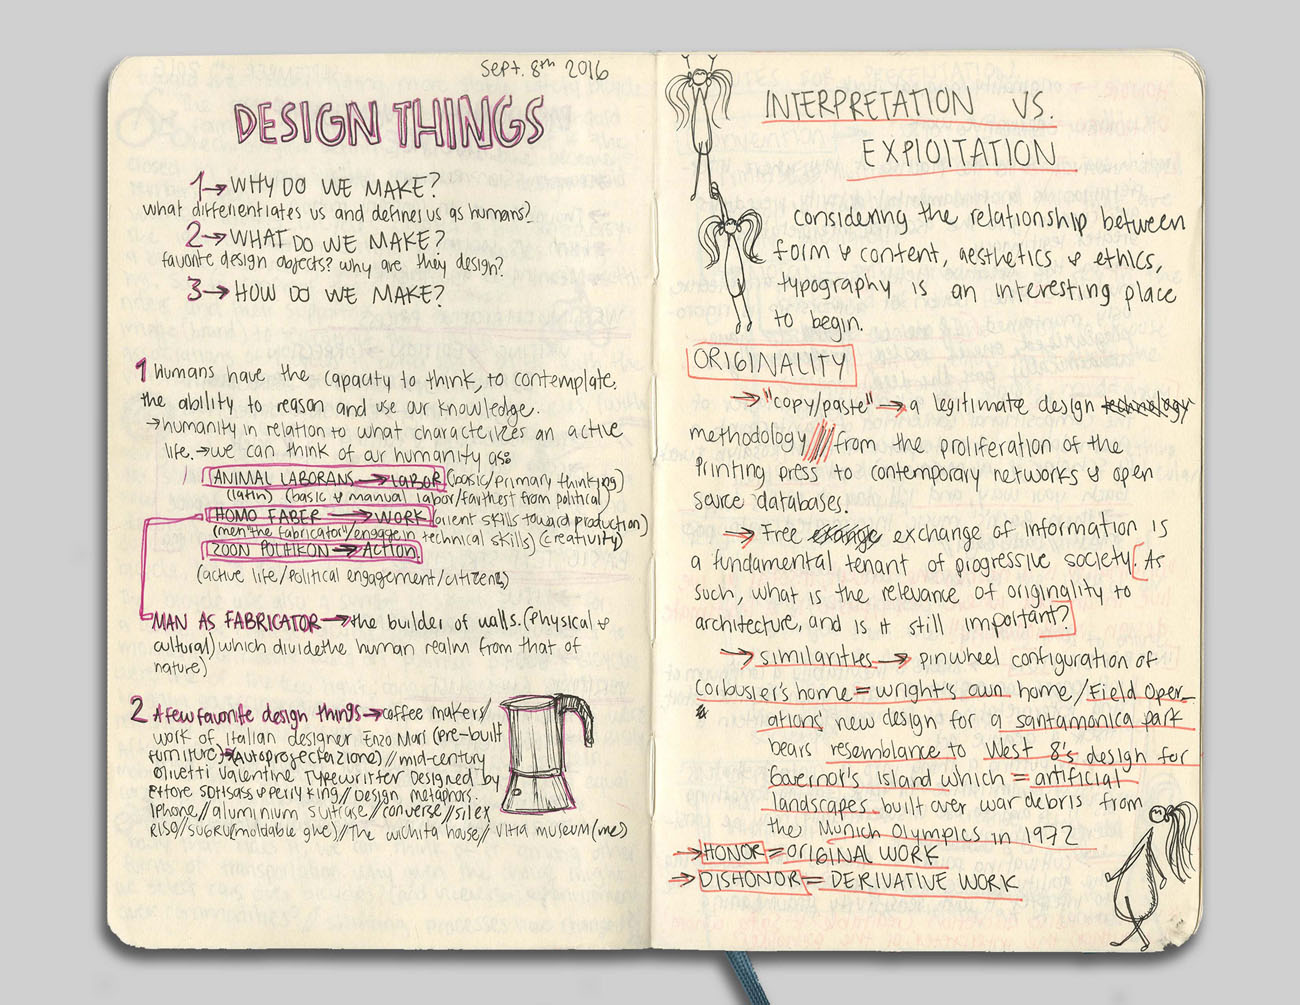 Sept. 8th 2016
DESIGN THINGS
1→ WHY DO WE MAKE?
what differentiates us and defines us as humans?
2→ WHAT DO WE MAKE?
favorite design objects? why are they design?
3→ HOW DO WE MAKE?
1 Humans have the capacity to think, to contemplate,
the ability to reason and use our knowledge.
→humanity in relation to what characterizes an active
life.→we can think of our humanity as:
ANIMAL LABORANS→LABOR (basic/primary thinking)
(latin) (basic & manual labor/farthest from political)
HOMO FABER→WORK (orient skills toward production)
(men "the fabricator"/engage in technical skills) (creativity)
ZOON POLITIKON→ACTION
(active life/political engagement/citizens)
MAN AS FABRICATOR→the builder of walls. (physical &
cultural) which divide the human realm from that of
nature)
2 A few favorite design things→coffee makers/
work of Italian designer Enzo Mari (pre-built
furniture)→(Autoprogettazione)//mid-century
Olivetti Valentine Typewriter Designed by
Ettore Sottsass & Perry King//Design metaphors.
Iphone//aluminium suitcase/converse//silex
RISO//SUGRU(moldable glue)//The wichita house//Vitra museum(me)
INTERPRETATION VS.
EXPLOITATION
considering the relationship between
form & content, aesthetics & ethics,
typography is an interesting place
to begin.
ORIGINALITY
→"copy/paste"→a legitimate design technology
methodology from the proliferation of the
Printing press to contemporary networks & open
source databases.
→Free exchange of information is
a fundamental tenant of progressive society. [As
such, what is the relevance of originality to
architecture, and is it still important?]
→similarities→pinwheel configuration of
Corbusier's home = wright's own home/Field Oper-
ations' new design for a santa monica park
bears resemblance to West 8's design for
Governor's Island which = artificial
landscapes built over war debris from
the Munich Olympics in 1972
→HONOR=ORIGINAL WORK
→DISHONOR=DERIVATIVE WORK